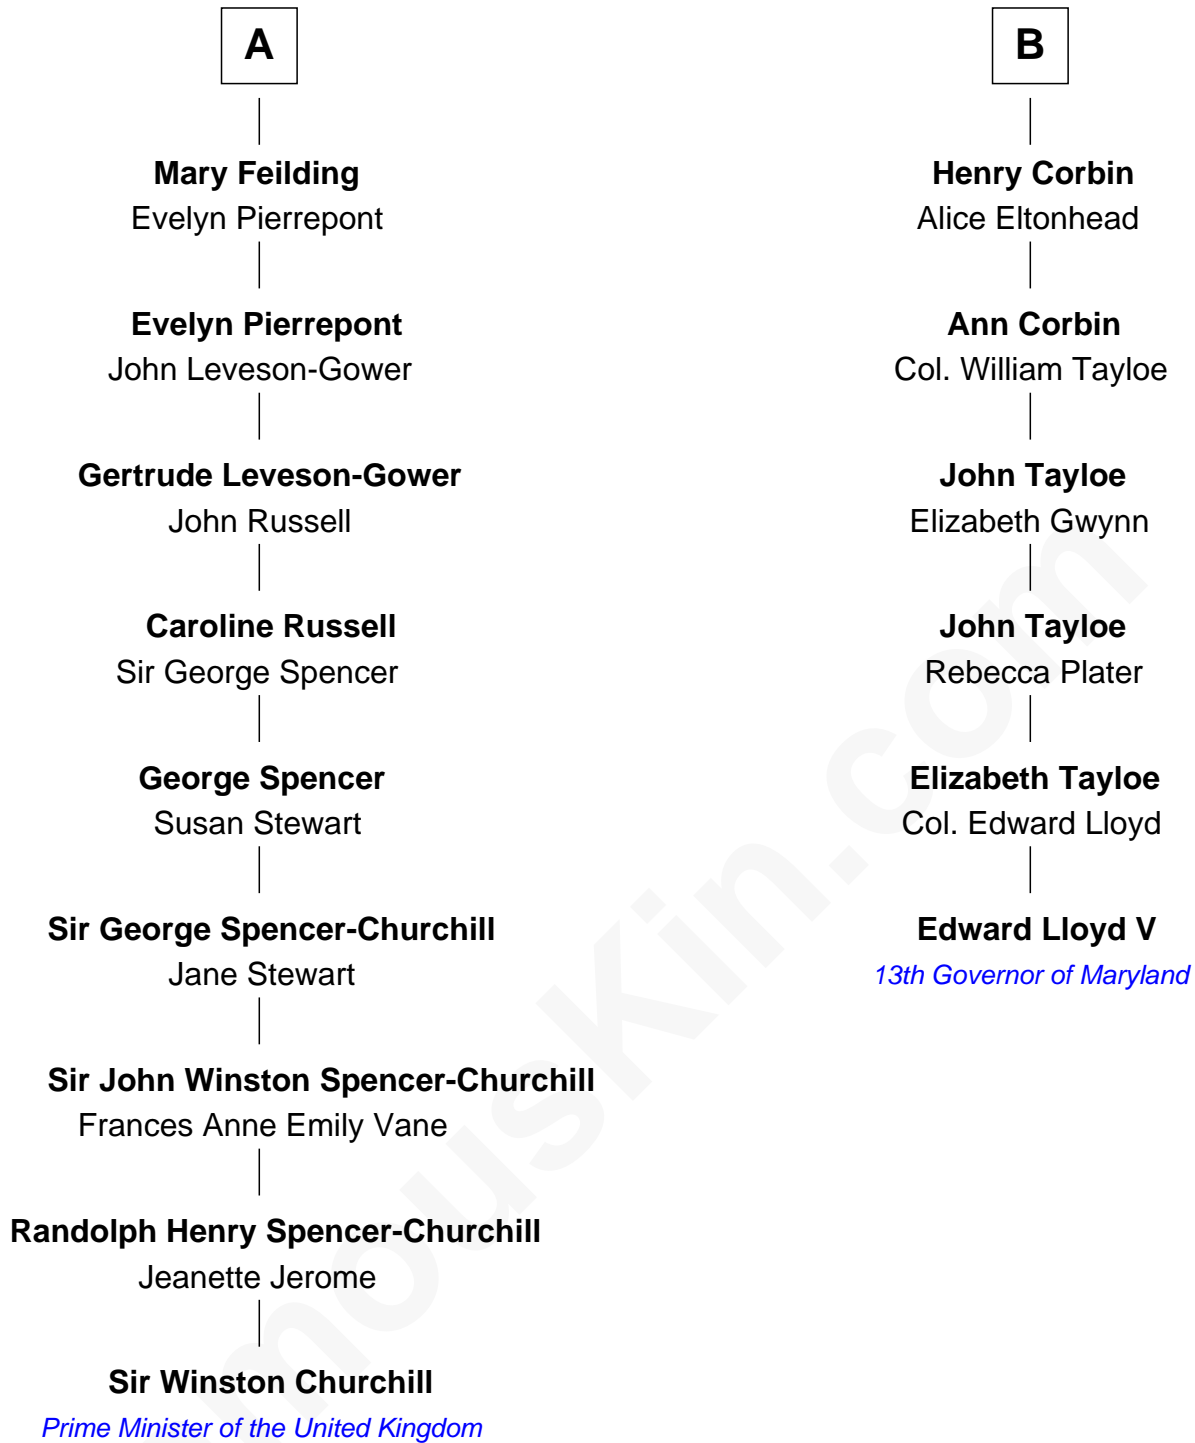 A
Mary Feilding
Evelyn Pierrepont
Evelyn Pierrepont
John Leveson-Gower
Gertrude Leveson-Gower
John Russell
Caroline Russell
Sir George Spencer
George Spencer
Susan Stewart
Sir George Spencer-Churchill
Jane Stewart
Sir John Winston Spencer-Churchill
Frances Anne Emily Vane
Randolph Henry Spencer-Churchill
Jeanette Jerome
Sir Winston Churchill
Prime Minister of the United Kingdom
B
Henry Corbin
Alice Eltonhead
Ann Corbin
Col. William Tayloe
John Tayloe
Elizabeth Gwynn
John Tayloe
Rebecca Plater
Elizabeth Tayloe
Col. Edward Lloyd
Edward Lloyd V
13th Governor of Maryland
mousKin.com